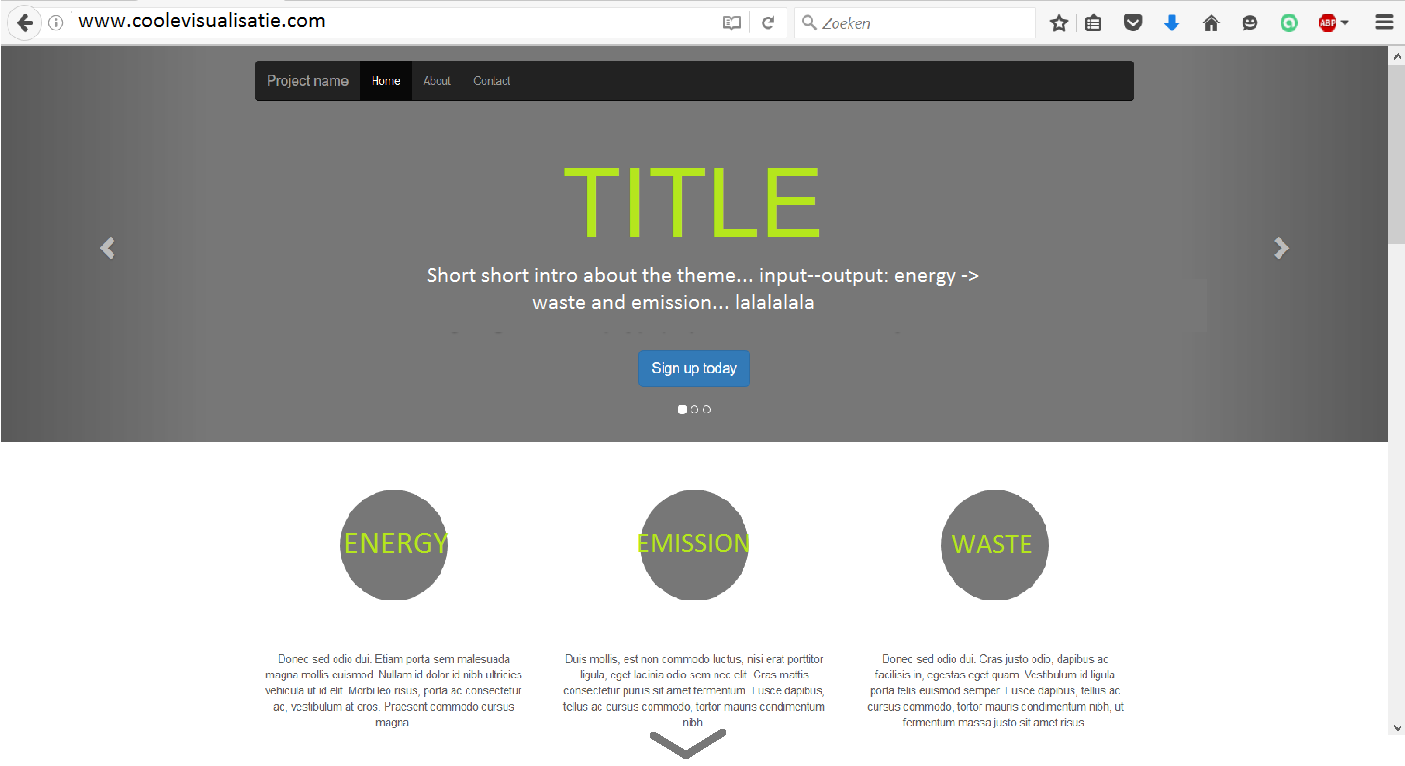 www.coolevisualisatie.com
Zoeken
ABP
Project name
Home
About
Contact
TITLE
Short short intro about the theme... input--output: energy ->
waste and emission... lalalalala
Sign up today
ENERGY
EMISSION
WASTE
Donec sed odio dui. Etiam porta sem malesuada
magna mollis euismod. Nullam id dolor id nibh ultricies
vehicula ut id elit. Morbi leo risus, porta ac consectetur
ac, vestibulum at eros. Praesent commodo cursus
magna.
Duis mollis, est non commodo luctus, nisi erat porttitor
ligula, eget lacinia odio sem nec elit. Cras mattis
consectetur purus sit amet fermentum. Fusce dapibus,
tellus ac cursus commodo, tortor mauris condimentum
nibh
Donec sed odio dui. Cras justo odio, dapibus ac
facilisis in, egestas eget quam. Vestibulum id ligula
porta felis euismod semper. Fusce dapibus, tellus ac
cursus commodo, tortor mauris condimentum nibh, ut
fermentum massa justo sit amet risus.